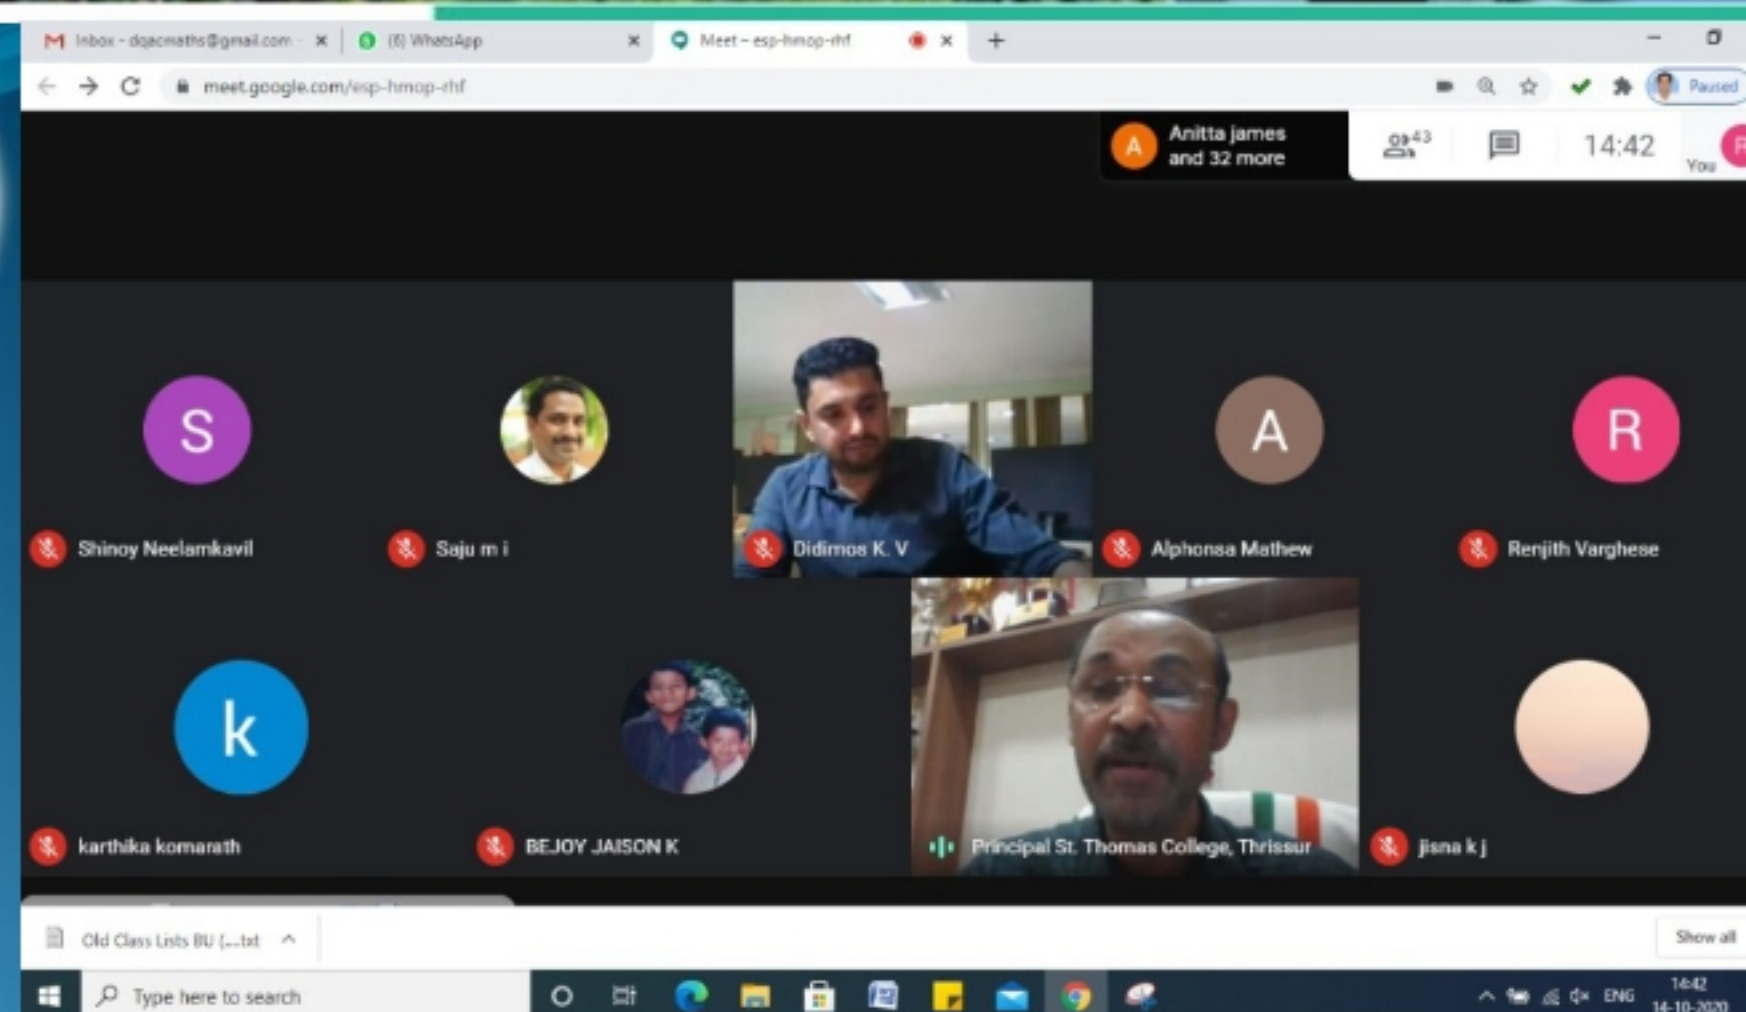 Inbox - dqacmaths@gmail.com -
(6) WhatsApp
Meet – esp-hmop-rhf
meet.google.com/esp-hmop-rhf
Paused
A
Anitta james
and 32 more
43
14:42
You
R
S
A
R
Shinoy Neelamkavil
Saju m i
Didimos K. V
Alphonsa Mathew
Renjith Varghese
k
karthika komarath
BEJOY JAISON K
Principal St. Thomas College, Thrissur
jisna k j
Old Class Lists BU (....txt
Show all
Type here to search
ENG
14:42
14-10-2020